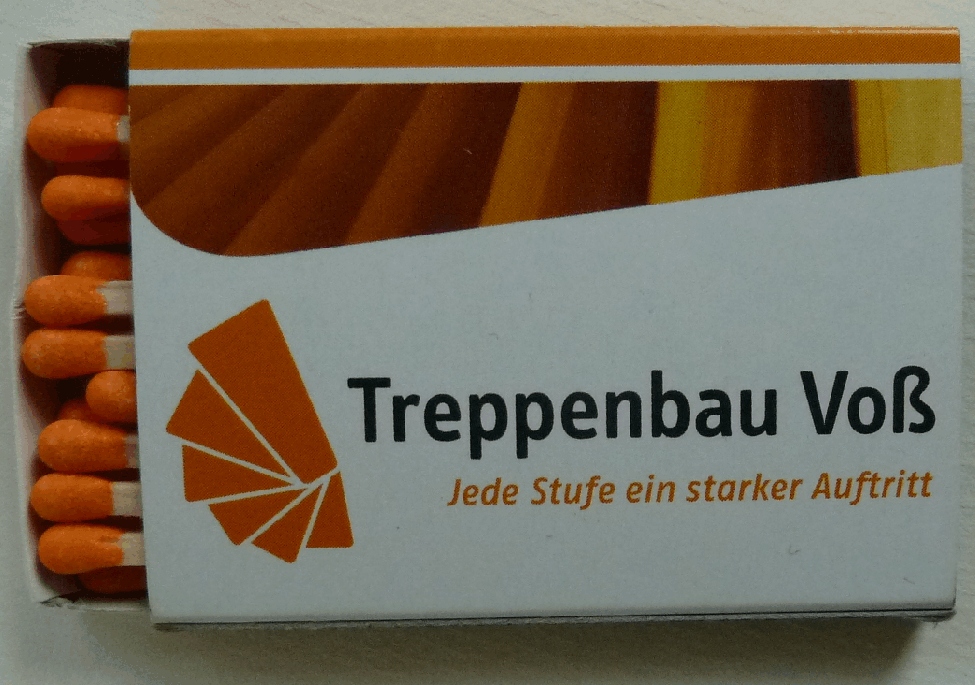 Treppenbau Voß
Jede Stufe ein starker Auftritt